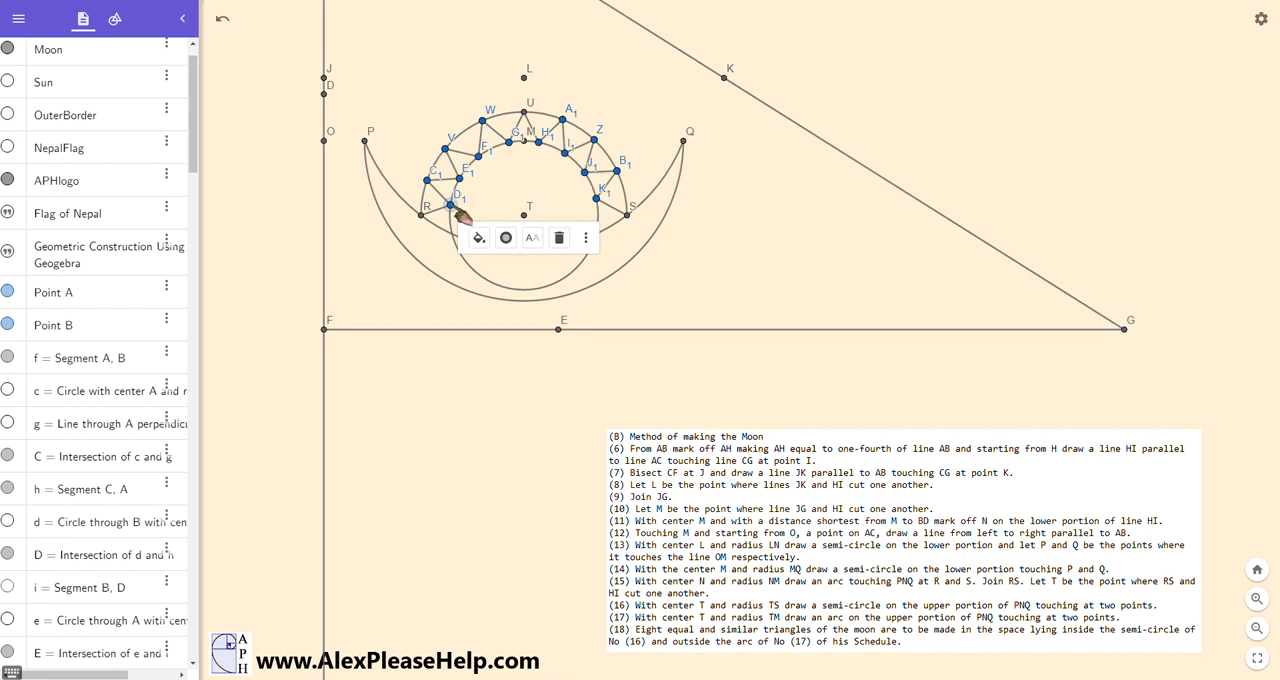 Moon
Sun
OuterBorder
NepalFlag
APHlogo
Flag of Nepal
Geometric Construction Using
Geogebra
Point A
Point B
f = Segment A, B
c = Circle with center A and r
g = Line through A perpendicu
C = Intersection of c and g
h = Segment C, A
d = Circle through B with cen
D = Intersection of d and h
i = Segment B, D
e = Circle through A with cen
E = Intersection of e and i
J
D
L
K
O
P
W
U
A₁
Q
V
G₁
M
H₁
Z
F₁
I₁
C₁
E₁
J₁
B₁
R
D₁
K₁
S
T
AA
F
E
G
(B) Method of making the Moon
(6) From AB mark off AH making AH equal to one-fourth of line AB and starting from H draw a line HI parallel
to line AC touching line CG at point I.
(7) Bisect CF at J and draw a line JK parallel to AB touching CG at point K.
(8) Let L be the point where lines JK and HI cut one another.
(9) Join JG.
(10) Let M be the point where line JG and HI cut one another.
(11) With center M and with a distance shortest from M to BD mark off N on the lower portion of line HI.
(12) Touching M and starting from O, a point on AC, draw a line from left to right parallel to AB.
(13) With center L and radius LN draw a semi-circle on the lower portion and let P and Q be the points where
it touches the line OM respectively.
(14) With the center M and radius MQ draw a semi-circle on the lower portion touching P and Q.
(15) With center N and radius NM draw an arc touching PNQ at R and S. Join RS. Let T be the point where RS and
HI cut one another.
(16) With center T and radius TS draw a semi-circle on the upper portion of PNQ touching at two points.
(17) With center T and radius TM draw an arc on the upper portion of PNQ touching at two points.
(18) Eight equal and similar triangles of the moon are to be made in the space lying inside the semi-circle of
No (16) and outside the arc of No (17) of his Schedule.
A
P
H
www.AlexPleaseHelp.com